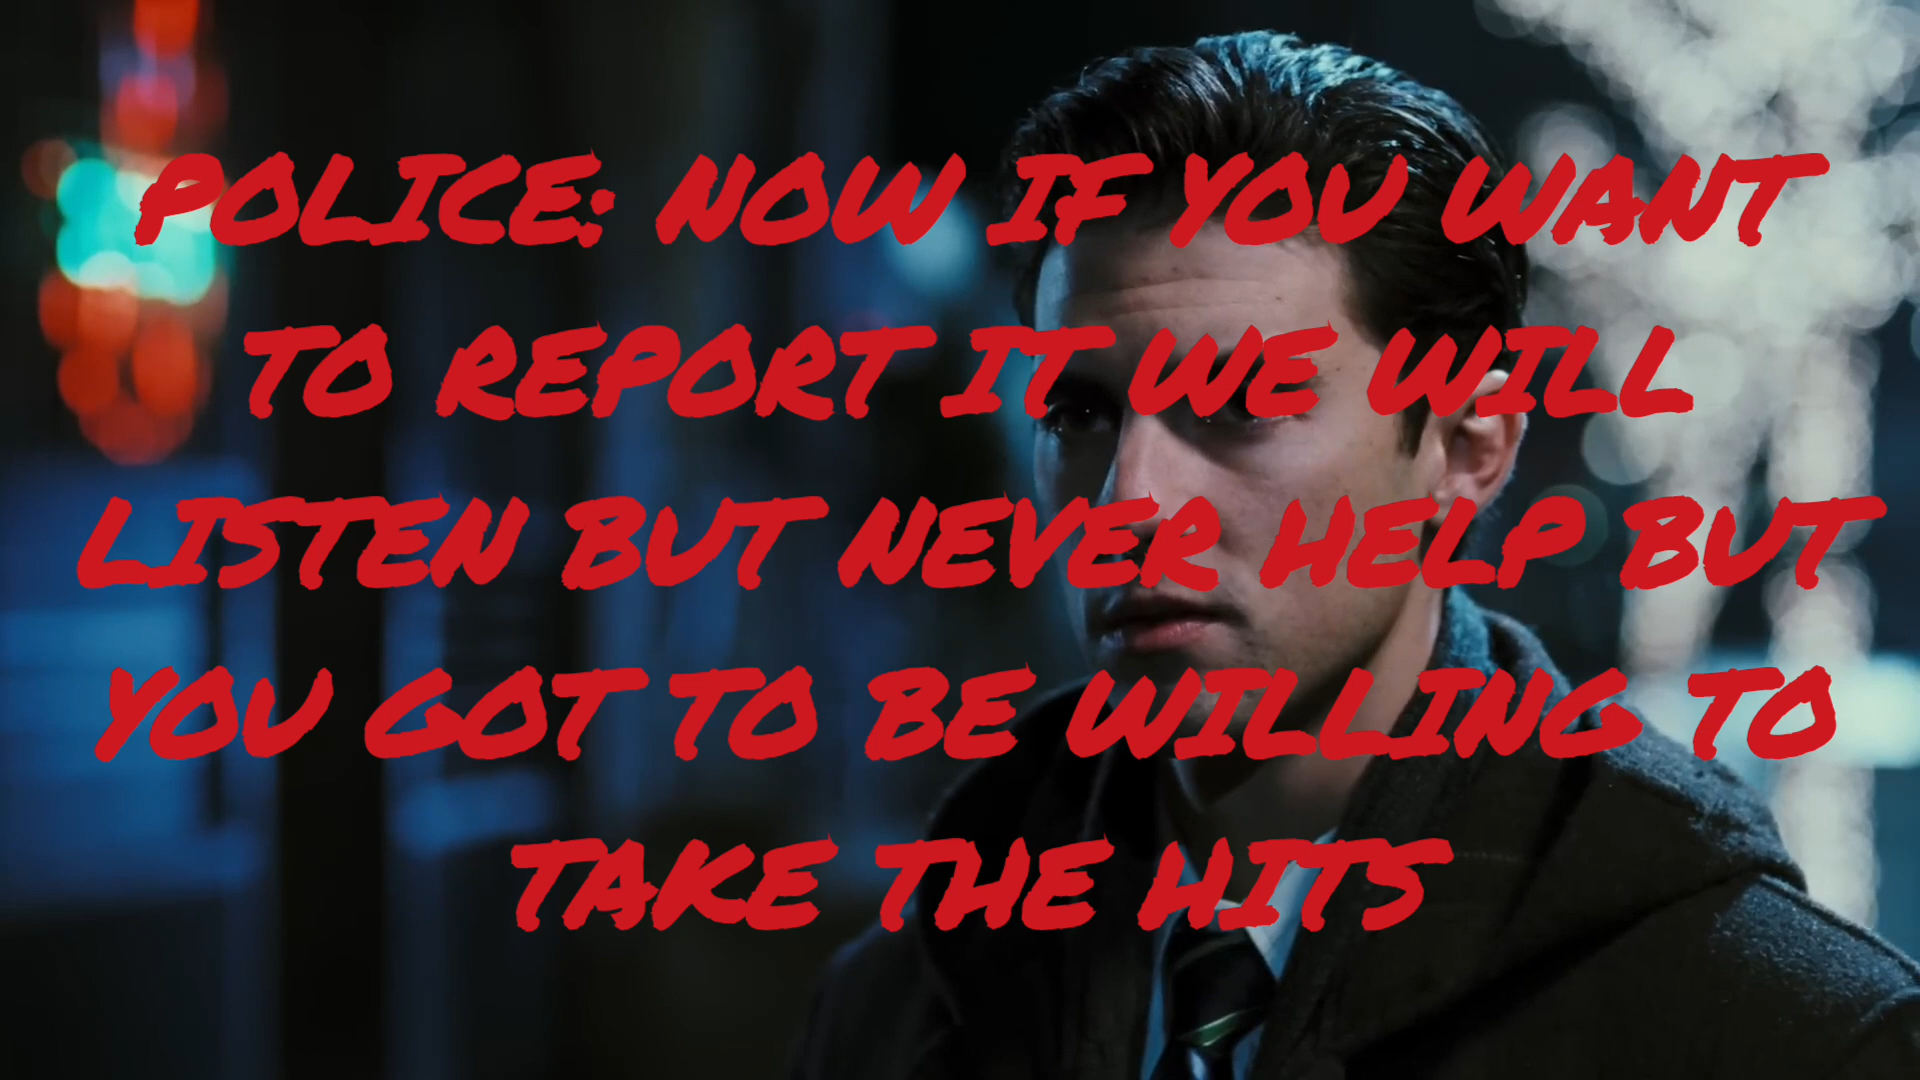 POLICE: NOW IF YOU WANT
TO REPORT IT WE WILL
LISTEN BUT NEVER HELP BUT
YOU GOT TO BE WILLING TO
TAKE THE HITS